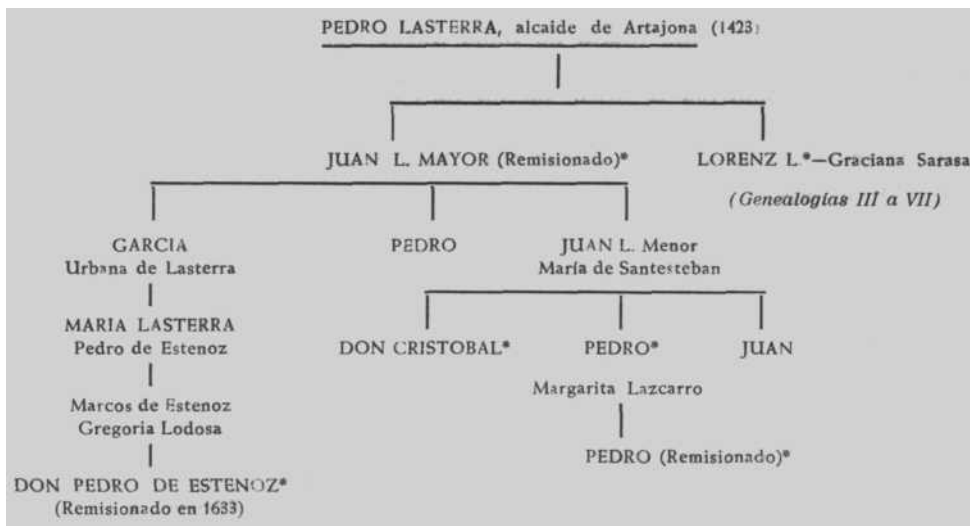 PEDRO LASTERRA, alcaide de Artajona (1423)
JUAN L. MAYOR (Remisionado)* LORENZ L.*—Graciana Sarasa
(Genealogías III a VII)
GARCIA PEDRO JUAN L. Menor
Urbana de Lasterra María de Santesteban
MARIA LASTERRA
Pedro de Estenoz
DON CRISTOBAL* PEDRO* JUAN
Margarita Lazcarro
Marcos de Estenoz
Gregoria Lodosa
PEDRO (Remisionado)*
DON PEDRO DE ESTENOZ*
(Remisionado en 1633)